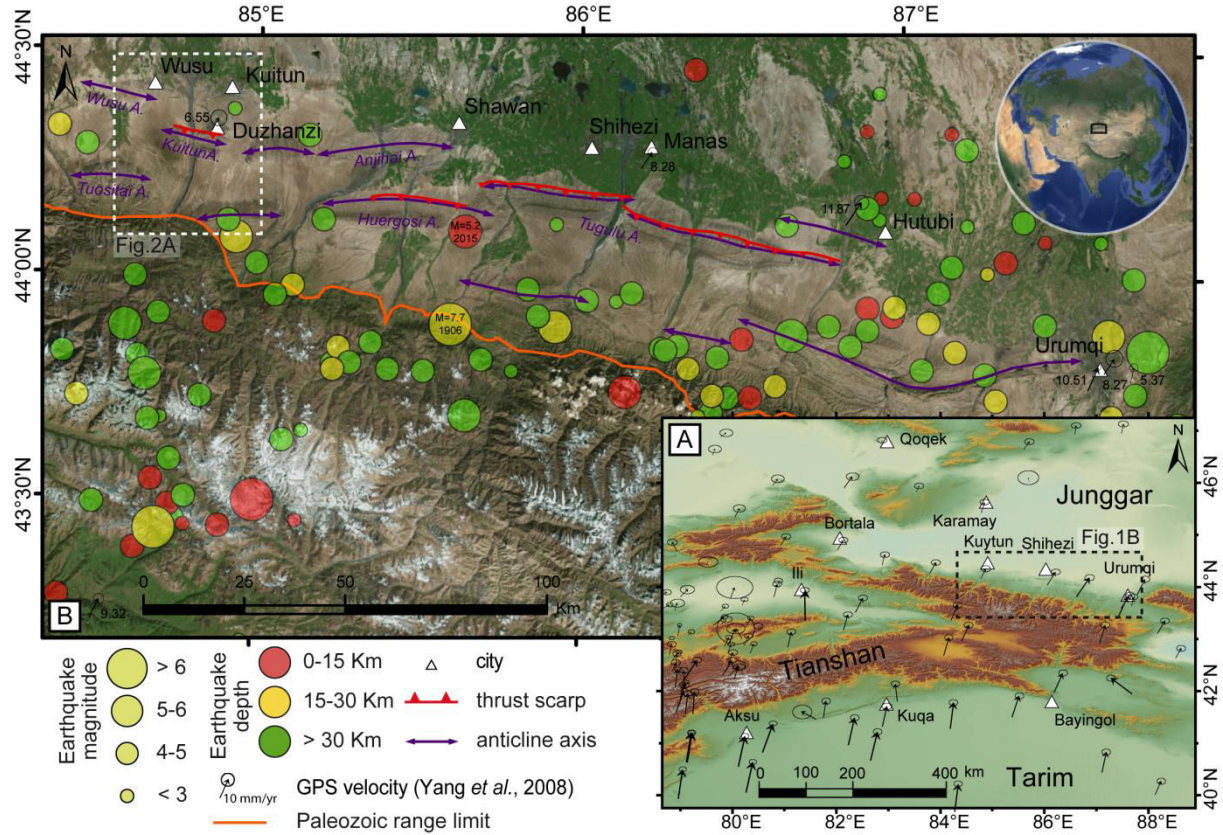 85°E
86°E
87°E
44°30'N
44°00'N
43°30'N
N
Wusu
Kuitun
Wusu A.
6.55
Duzhanzi
KuitunA.
Tuositai A.
Fig.2A
Anjihai A.
Shawan
Shihezi
Manas
8.28
Huergosi A.
M=5.2
2015
Tugulu A.
11.87
Hutubi
M=7.7
1906
Urumqi
10.51
8.27
5.37
9.32
0
25
50
100
Km
B
85°E
86°E
A
N
Qoqek
46°N
Junggar
Karamay
Bortala
Kuytun
Shihezi
Fig.1B
Urumqi
Ili
44°N
Tianshan
42°N
Aksu
Kuqa
Bayingol
0
100
200
400 km
Tarim
40°N
80°E
82°E
84°E
86°E
88°E
Earthquake
magnitude
> 6
5-6
4-5
< 3
Earthquake
depth
0-15 Km
15-30 Km
> 30 Km
city
thrust scarp
anticline axis
10 mm/yr
GPS velocity (Yang et al., 2008)
Paleozoic range limit